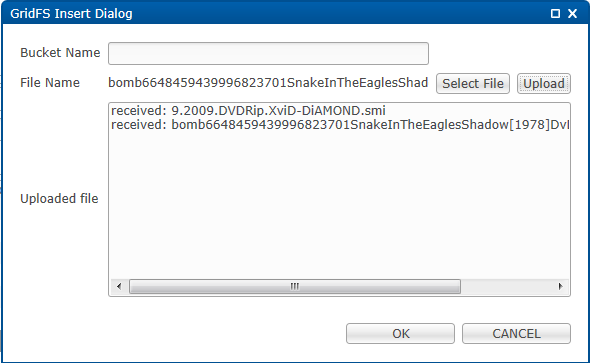 GridFS Insert Dialog
Bucket Name
File Name bomb6648459439996823701SnakeInTheEaglesShad Select File Upload
received: 9.2009.DVDRip.XviD-DiAMOND.smi
received: bomb6648459439996823701SnakeInTheEaglesShadow[1978]DvI
Uploaded file
OK CANCEL